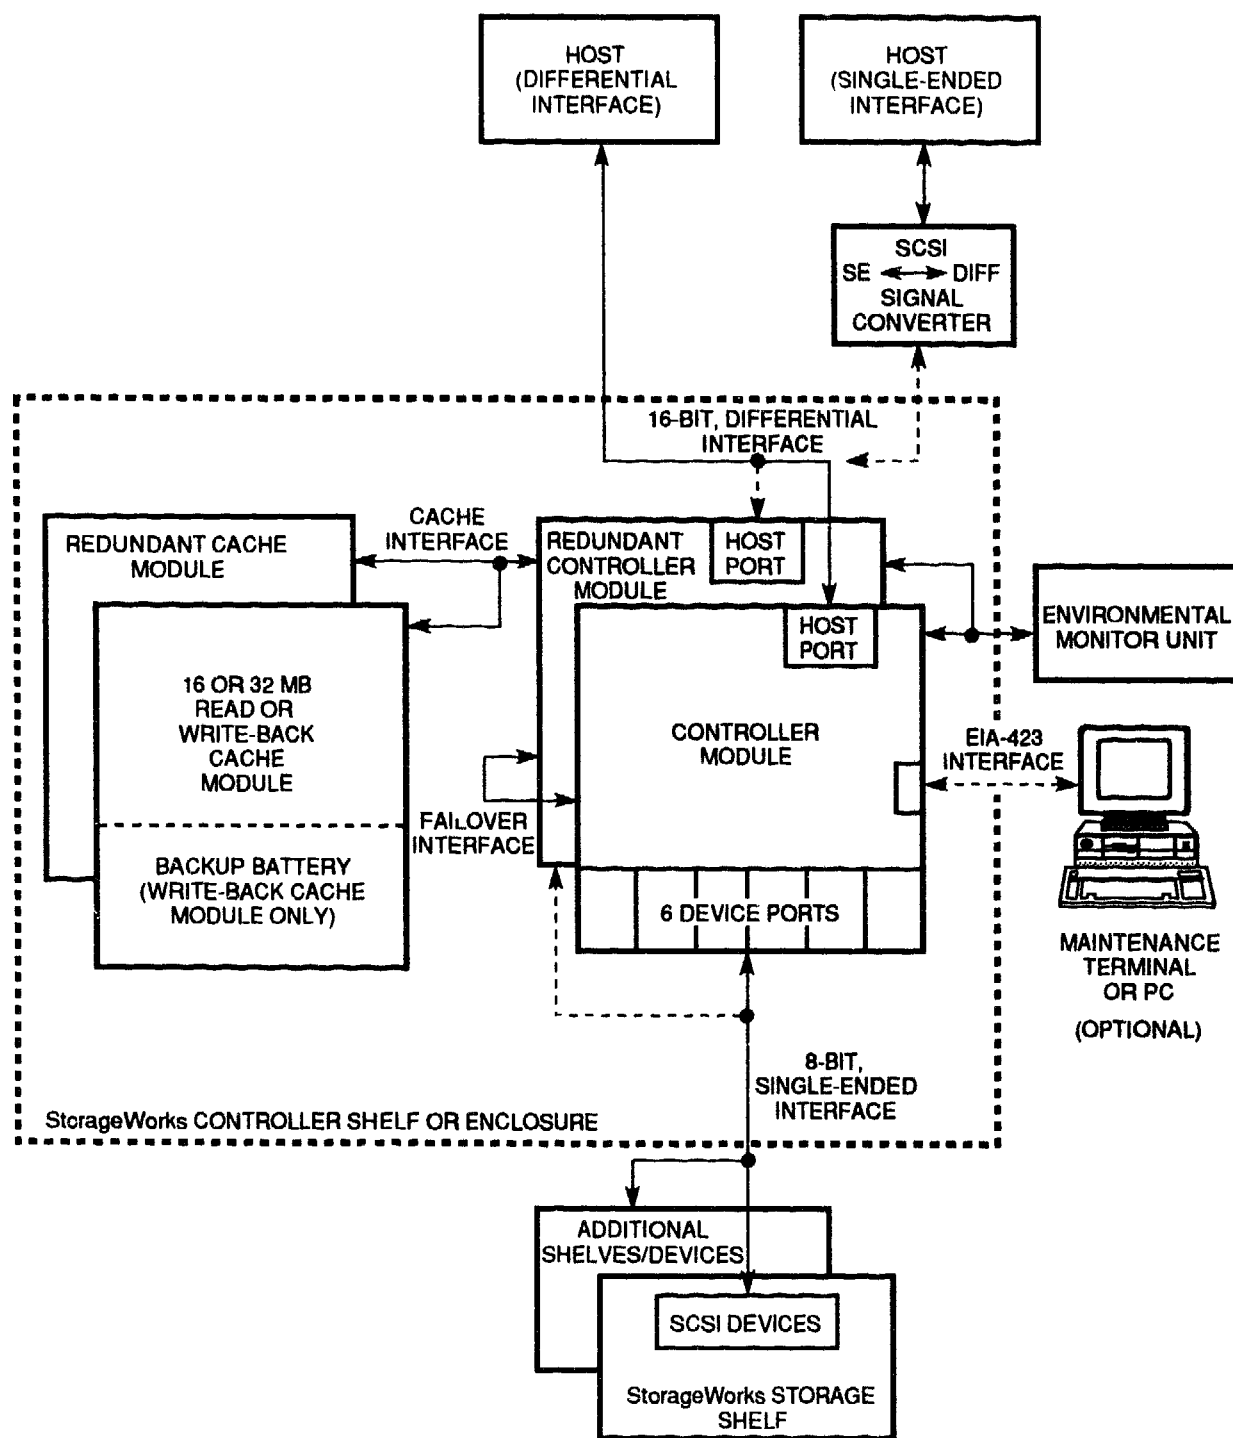 HOST
(DIFFERENTIAL
INTERFACE)
HOST
(SINGLE-ENDED
INTERFACE)
SCSI
SE DIFF
SIGNAL
CONVERTER
16-BIT, DIFFERENTIAL
INTERFACE
REDUNDANT CACHE
MODULE
CACHE
INTERFACE
REDUNDANT
CONTROLLER
MODULE
HOST
PORT
HOST
PORT
ENVIRONMENTAL
MONITOR UNIT
16 OR 32 MB
READ OR
WRITE-BACK
CACHE
MODULE
CONTROLLER
MODULE
EIA-423
INTERFACE
FAILOVER
INTERFACE
BACKUP BATTERY
(WRITE-BACK CACHE
MODULE ONLY)
6 DEVICE PORTS
MAINTENANCE
TERMINAL
OR PC
(OPTIONAL)
8-BIT,
SINGLE-ENDED
INTERFACE
StorageWorks CONTROLLER SHELF OR ENCLOSURE
ADDITIONAL
SHELVES/DEVICES
SCSI DEVICES
StorageWorks STORAGE
SHELF